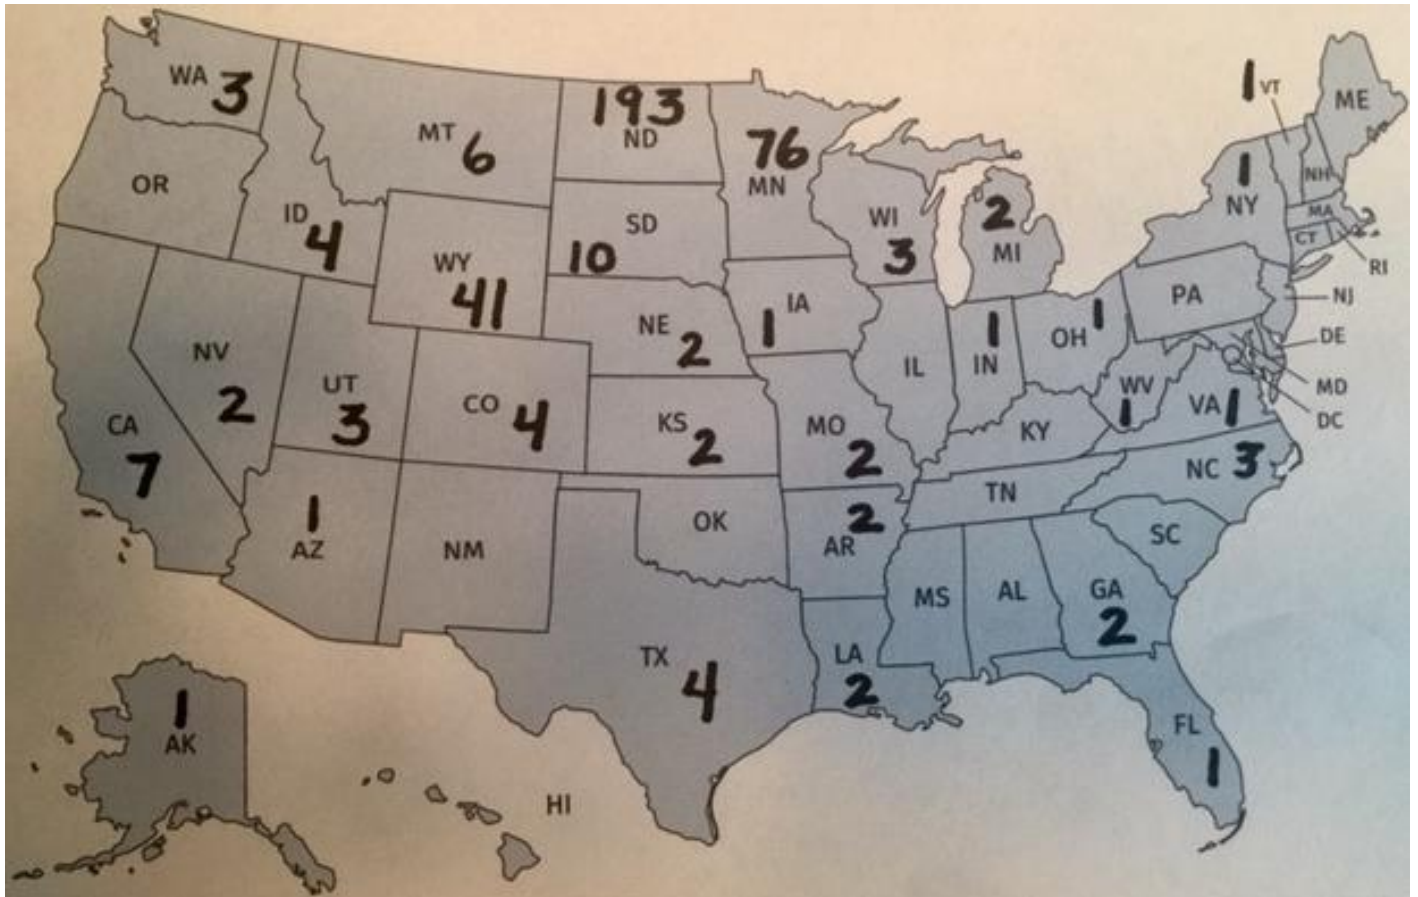 WA 3
MT 6
193
ND
76
MN
1 VT
ME
OR
ID 4
SD
10
WI 3
2
MI
1
NY
NH
MA
CT
RI
WY 41
NE 2
IA
1
IL
1
IN
OH 1
PA
NJ
DE
MD
DC
NV 2
UT 3
CO 4
KS 2
MO 2
KY
WV 1
VA 1
CA 7
1
AZ
NM
OK
2
AR
TN
NC 3
SC
MS
AL
GA 2
TX 4
LA 2
FL 1
1
AK
HI